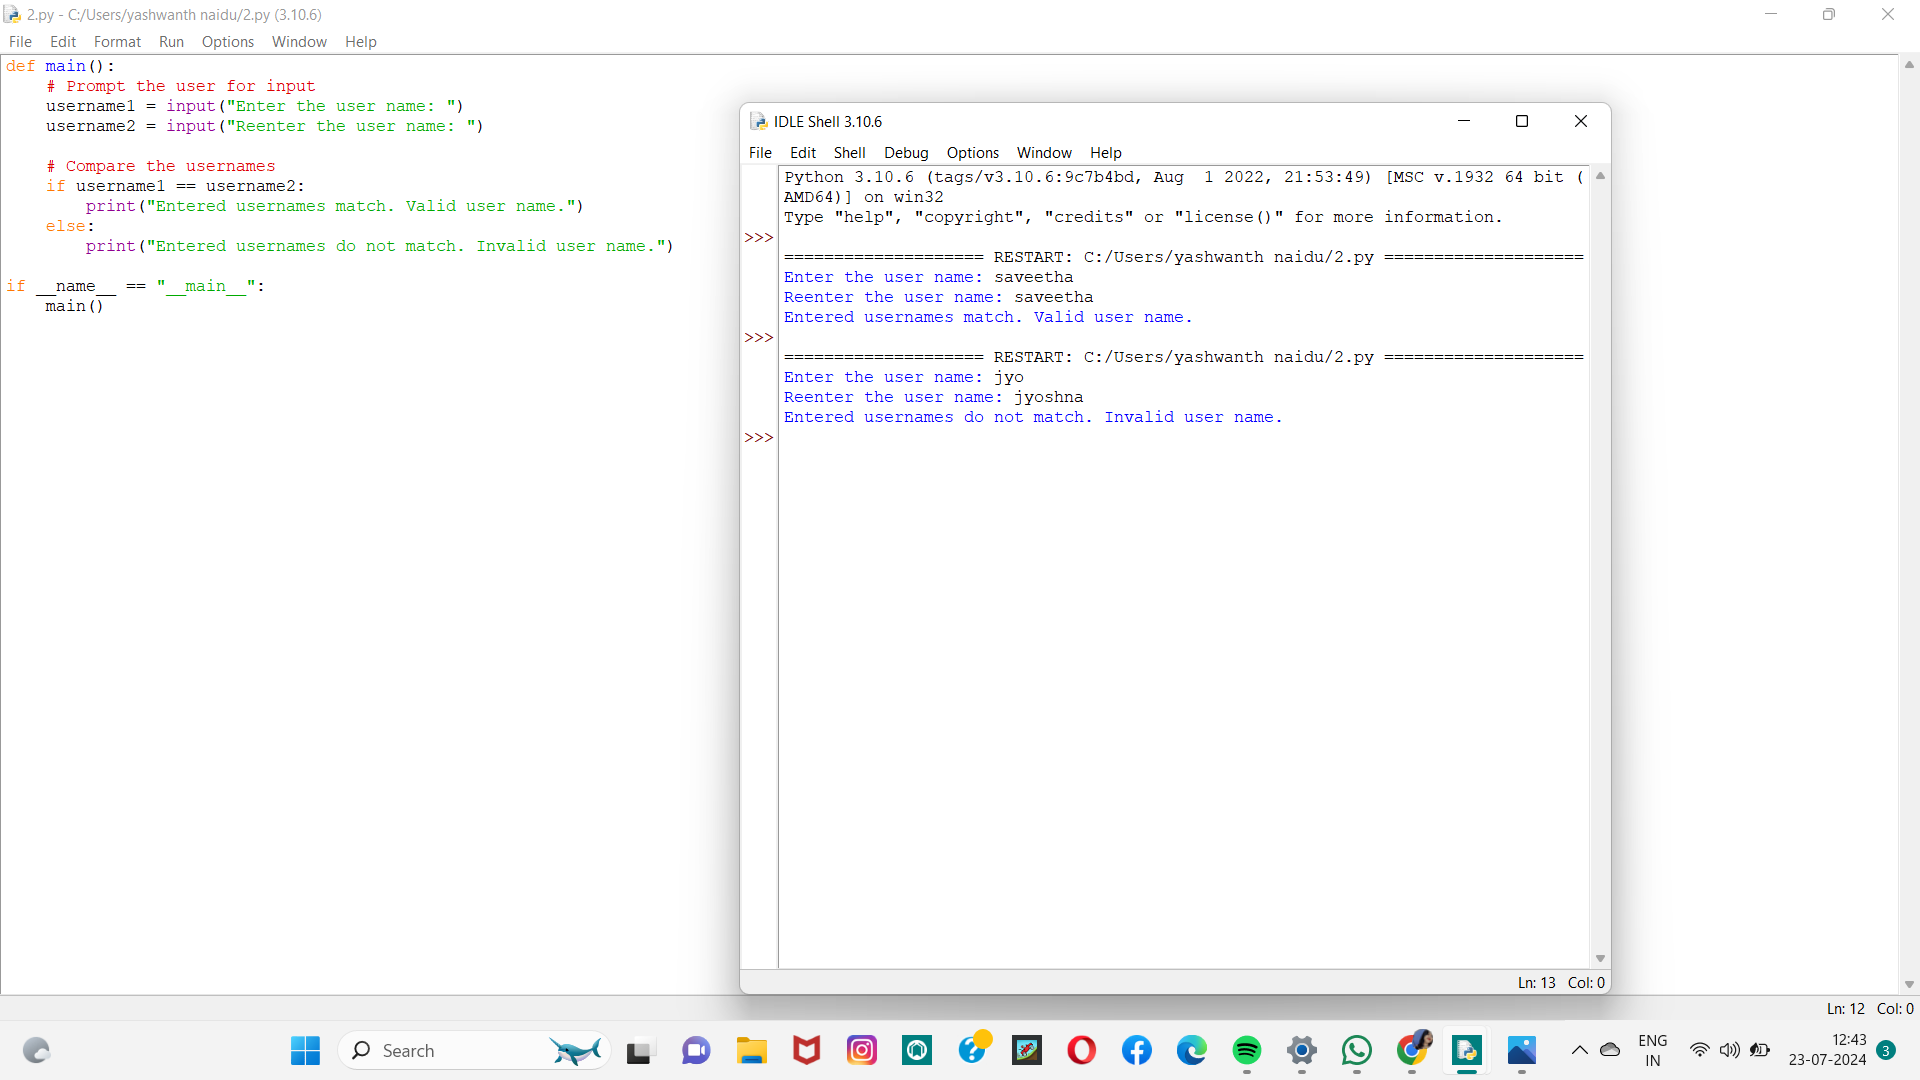 2.py - C:/Users/yashwanth naidu/2.py (3.10.6)
File Edit Format Run Options Window Help
def main():
    # Prompt the user for input
    username1 = input("Enter the user name: ")
    username2 = input("Reenter the user name: ")

    # Compare the usernames
    if username1 == username2:
        print("Entered usernames match. Valid user name.")
    else:
        print("Entered usernames do not match. Invalid user name.")

if __name__ == "__main__":
    main()
IDLE Shell 3.10.6
File Edit Shell Debug Options Window Help
Python 3.10.6 (tags/v3.10.6:9c7b4bd, Aug  1 2022, 21:53:49) [MSC v.1932 64 bit (
AMD64)] on win32
Type "help", "copyright", "credits" or "license()" for more information.
>>>
==================== RESTART: C:/Users/yashwanth naidu/2.py ====================
Enter the user name: saveetha
Reenter the user name: saveetha
Entered usernames match. Valid user name.
>>>
==================== RESTART: C:/Users/yashwanth naidu/2.py ====================
Enter the user name: jyo
Reenter the user name: jyoshna
Entered usernames do not match. Invalid user name.
>>>
Ln: 13 Col: 0
Ln: 12 Col: 0
Search
ENG
IN
12:43
23-07-2024
3